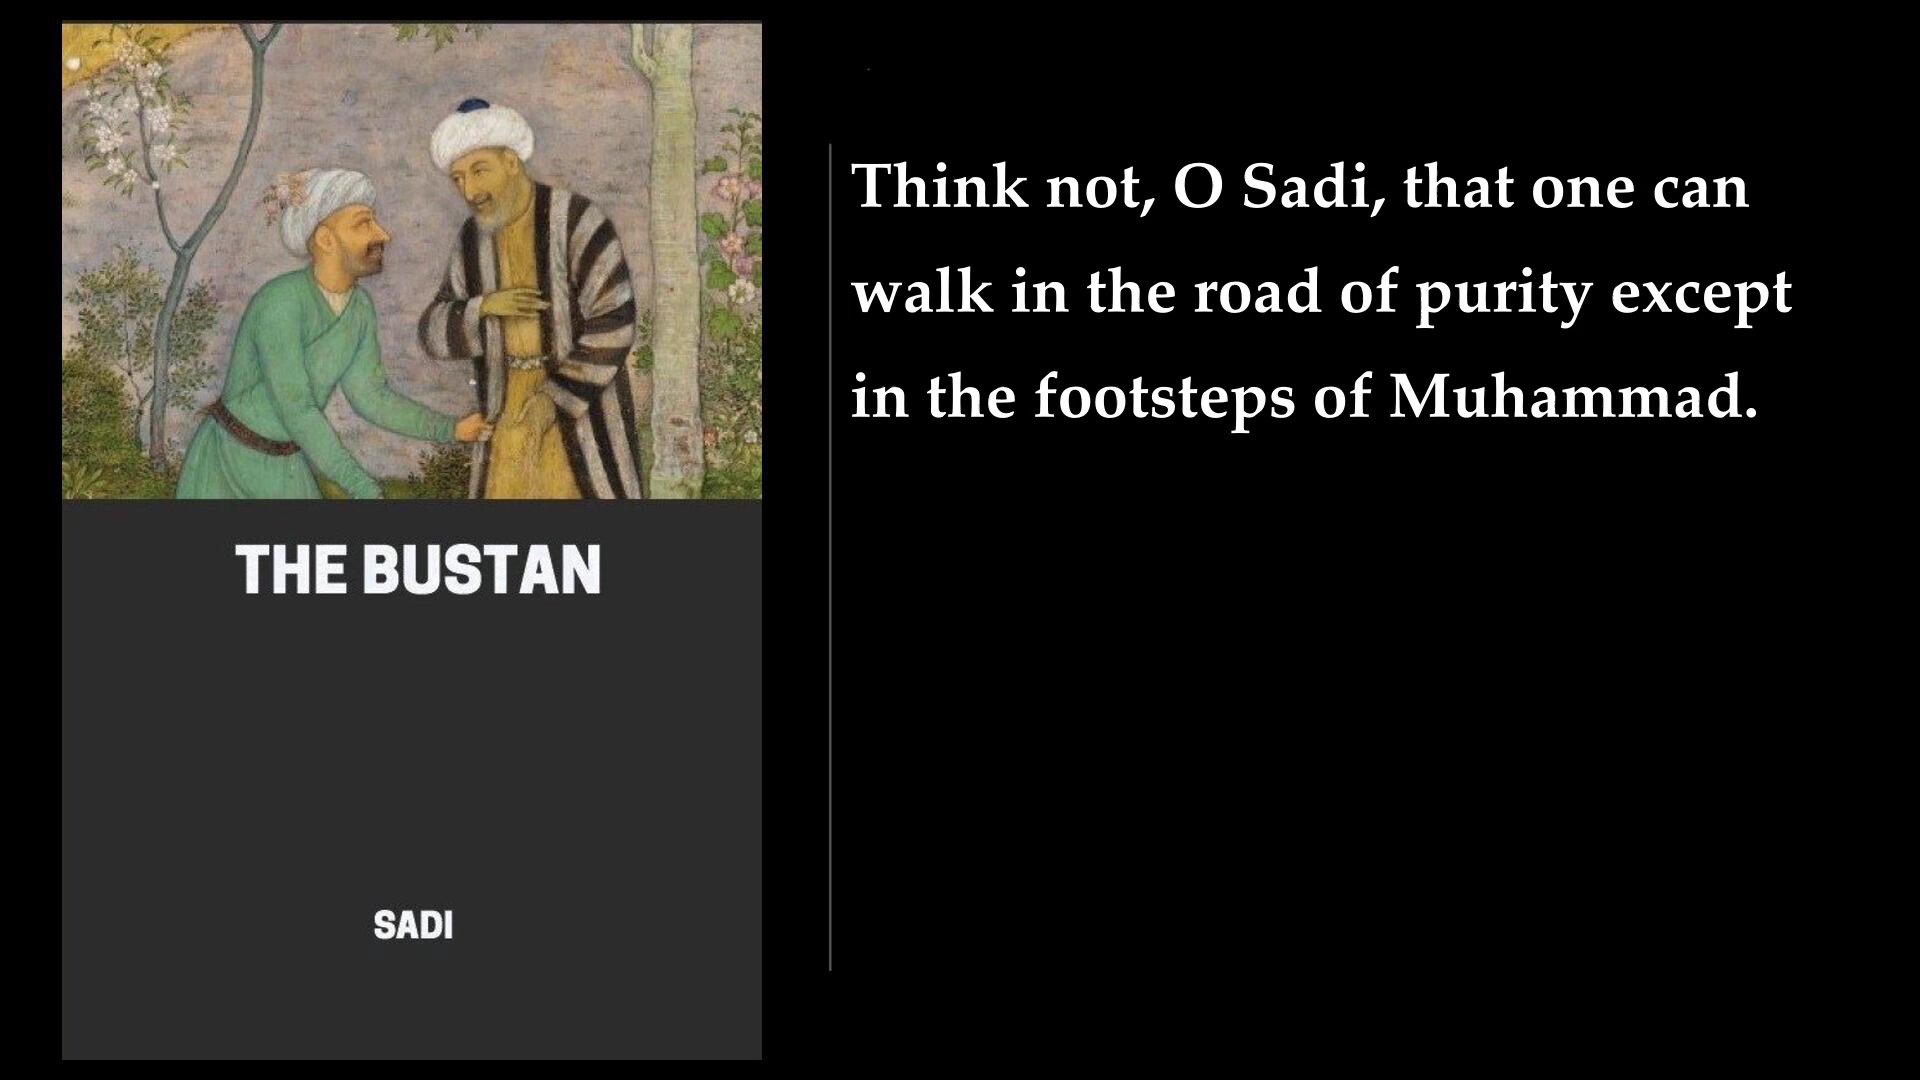 THE BUSTAN
SADI
Think not, O Sadi, that one can
walk in the road of purity except
in the footsteps of Muhammad.